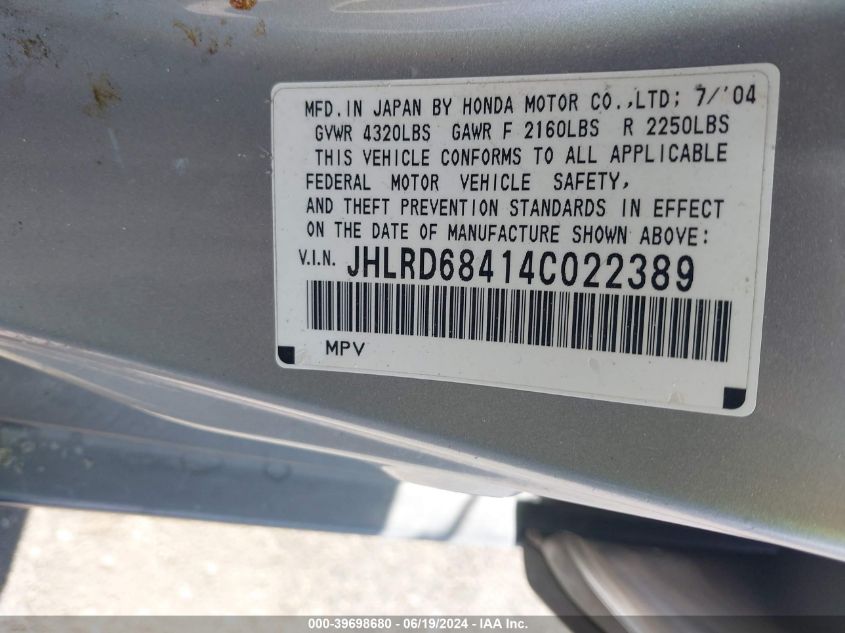 MFD.IN JAPAN BY HONDA MOTOR CO.,LTD; 7/'04
GVWR 4320LBS GAWR F 2160LBS R 2250LBS
THIS VEHICLE CONFORMS TO ALL APPLICABLE
FEDERAL MOTOR VEHICLE SAFETY,
AND THEFT PREVENTION STANDARDS IN EFFECT
ON THE DATE OF MANUFACTURE SHOWN ABOVE:
V.I.N. JHLRD68414C022389
MPV
000-39698680 - 06/19/2024 - IAA Inc.